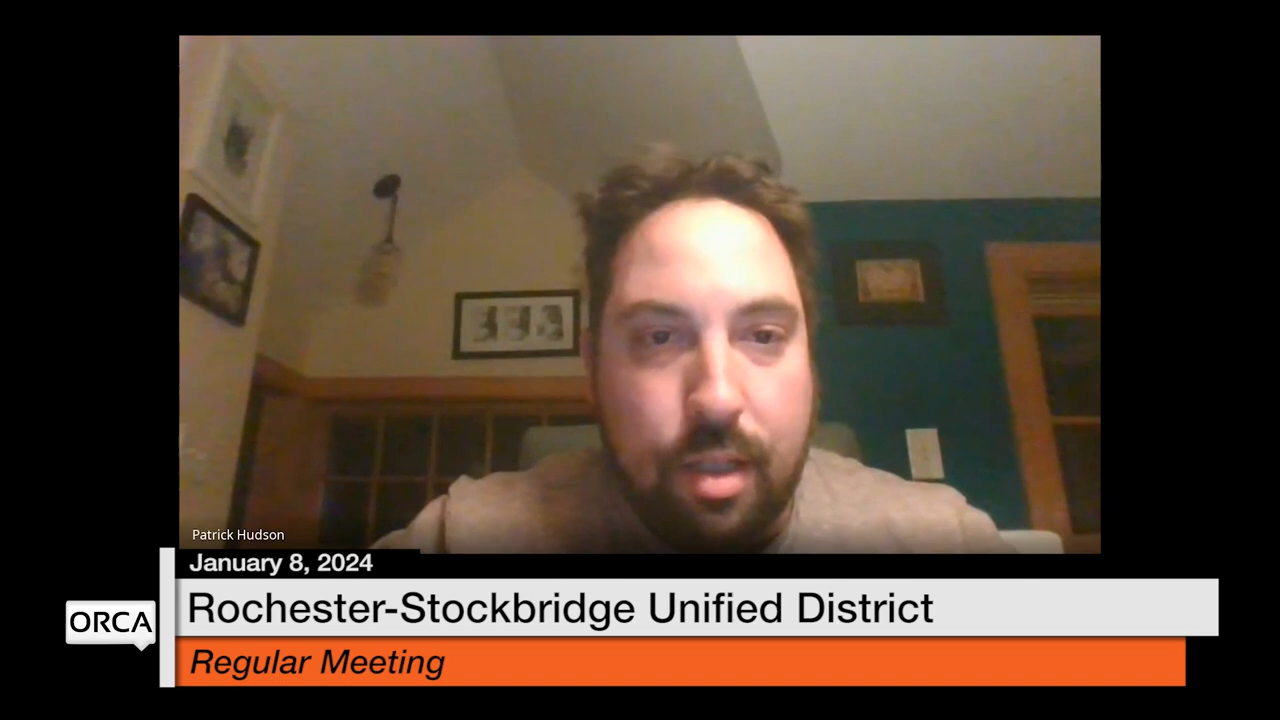 Patrick Hudson
January 8, 2024
Rochester-Stockbridge Unified District
ORCA
Regular Meeting